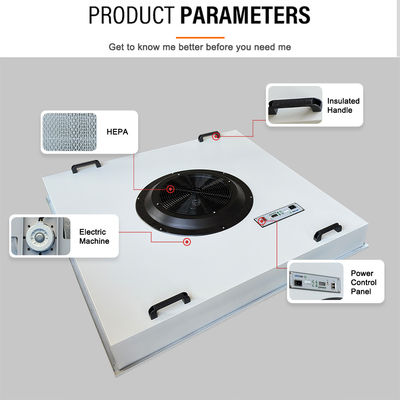 PRODUCT PARAMETERS
Get to know me better before you need me
HEPA
Insulated
Handle
Electric
Machine
Power
Control
Panel